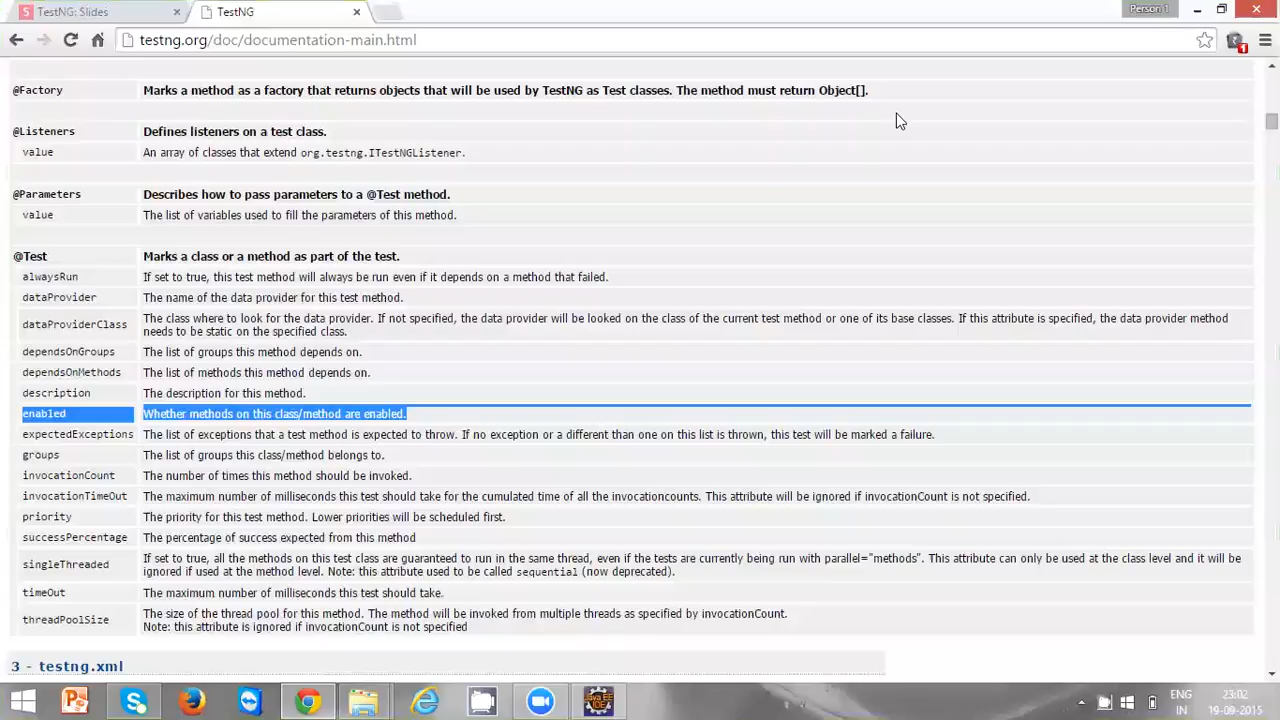 TestNG: Slides
TestNG
Person 1
testng.org/doc/documentation-main.html
@Factory Marks a method as a factory that returns objects that will be used by TestNG as Test classes. The method must return Object[].
@Listeners Defines listeners on a test class.
value An array of classes that extend org.testng.ITestNGListener.
@Parameters Describes how to pass parameters to a @Test method.
value The list of variables used to fill the parameters of this method.
@Test Marks a class or a method as part of the test.
alwaysRun If set to true, this test method will always be run even if it depends on a method that failed.
dataProvider The name of the data provider for this test method.
dataProviderClass The class where to look for the data provider. If not specified, the data provider will be looked on the class of the current test method or one of its base classes. If this attribute is specified, the data provider method
needs to be static on the specified class.
dependsOnGroups The list of groups this method depends on.
dependsOnMethods The list of methods this method depends on.
description The description for this method.
enabled Whether methods on this class/method are enabled.
expectedExceptions The list of exceptions that a test method is expected to throw. If no exception or a different than one on this list is thrown, this test will be marked a failure.
groups The list of groups this class/method belongs to.
invocationCount The number of times this method should be invoked.
invocationTimeOut The maximum number of milliseconds this test should take for the cumulated time of all the invocationcounts. This attribute will be ignored if invocationCount is not specified.
priority The priority for this test method. Lower priorities will be scheduled first.
successPercentage The percentage of success expected from this method
singleThreaded If set to true, all the methods on this test class are guaranteed to run in the same thread, even if the tests are currently being run with parallel="methods". This attribute can only be used at the class level and it will be
ignored if used at the method level. Note: this attribute used to be called sequential (now deprecated).
timeOut The maximum number of milliseconds this test should take.
threadPoolSize The size of the thread pool for this method. The method will be invoked from multiple threads as specified by invocationCount.
Note: this attribute is ignored if invocationCount is not specified
3 - testng.xml
Java EE
IDE
ENG
IN
23:02
19-09-2015